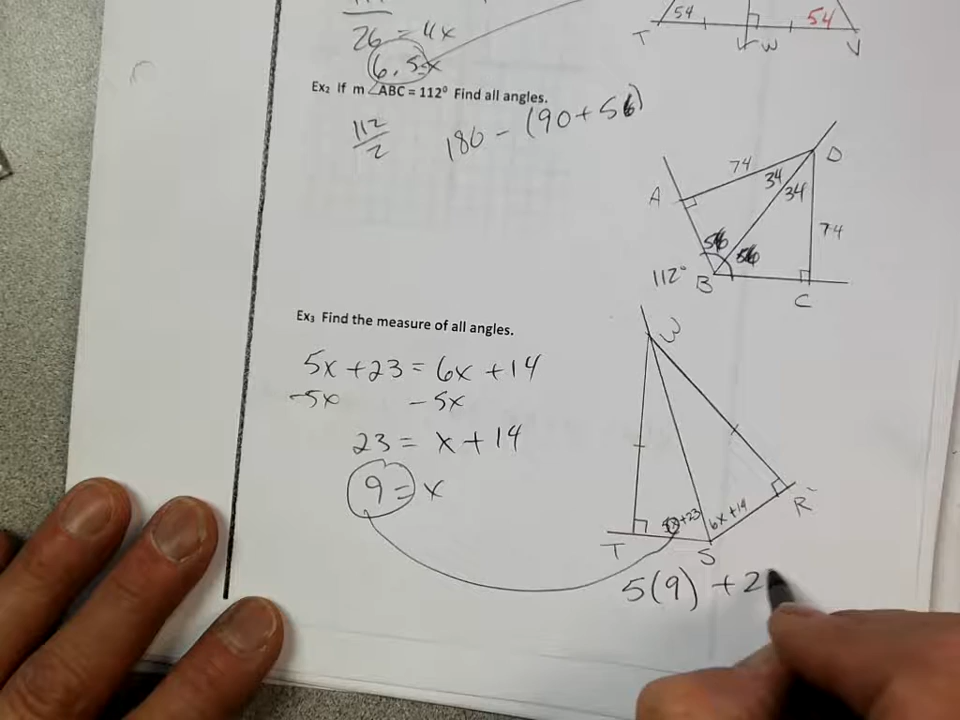 26 = 4x
6.5=x
54
54
T
W
V
Ex2 If m∠ABC = 112° Find all angles.
112
2
180 - (90+56)
74
D
34
34
A
74
56
56
112°
B
C
Ex3 Find the measure of all angles.
5x +23 = 6x +14
-5x -5x
23 = x + 14
9 = x
R
6x+14
T
S
5(9) + 2